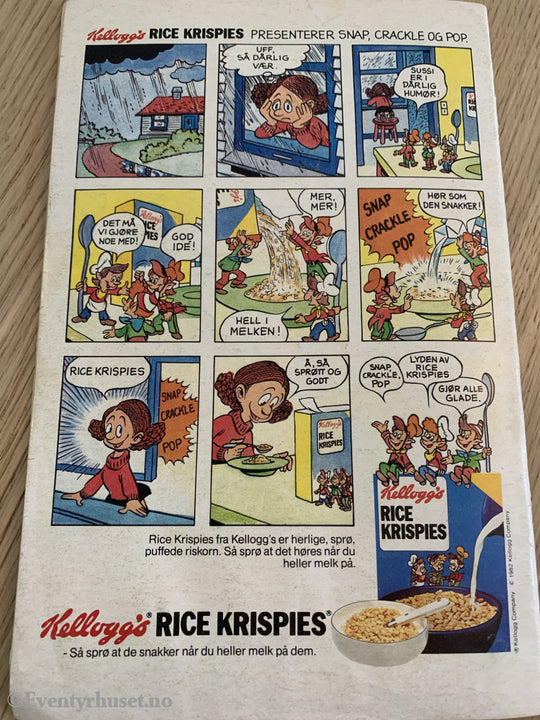 Kellogg's RICE KRISPIES PRESENTERER SNAP, CRACKLE OG POP.
UFF,
SÅ DÅRLIG
VÆR.
SUSSI
ER I
DÅRLIG
HUMØR!
DET MÅ
VI GJØRE
NOE MED!
Kellogg's
RICE
KRISPIES
GOD
IDE!
MER,
MER!
HELL I
MELKEN!
SNAP
CRACKLE
POP
HØR SOM
DEN SNAKKER!
RICE KRISPIES
SNAP
CRACKLE
POP
Å, SÅ
SPRØTT OG
GODT
Kellogg's
RICE
KRISPIES
SNAP,
CRACKLE,
POP
LYDEN AV
RICE
KRISPIES
GJØR ALLE
GLADE.
Kellogg's
RICE
KRISPIES
Rice Krispies fra Kellogg's er herlige, sprø,
puffede riskorn. Så sprø at det høres når du
heller melk på.
® Kellogg Company © 1982 Kellogg Company
Kellogg's® RICE KRISPIES®
- Så sprø at de snakker når du heller melk på dem.
© Eventyrhuset.no